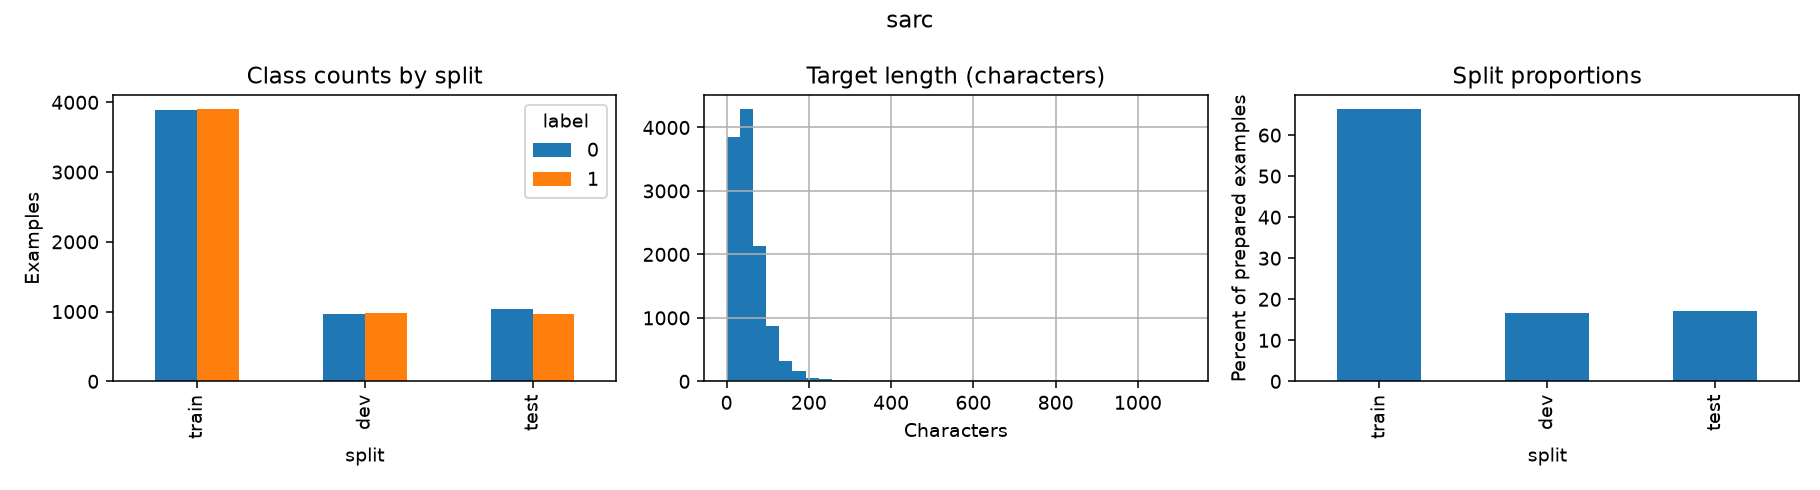 sarc
Class counts by split
Examples
4000
3000
2000
1000
0
label
0
1
train
dev
test
split
Target length (characters)
4000
3000
2000
1000
0
0 200 400 600 800 1000
Characters
Split proportions
Percent of prepared examples
60
50
40
30
20
10
0
train
dev
test
split